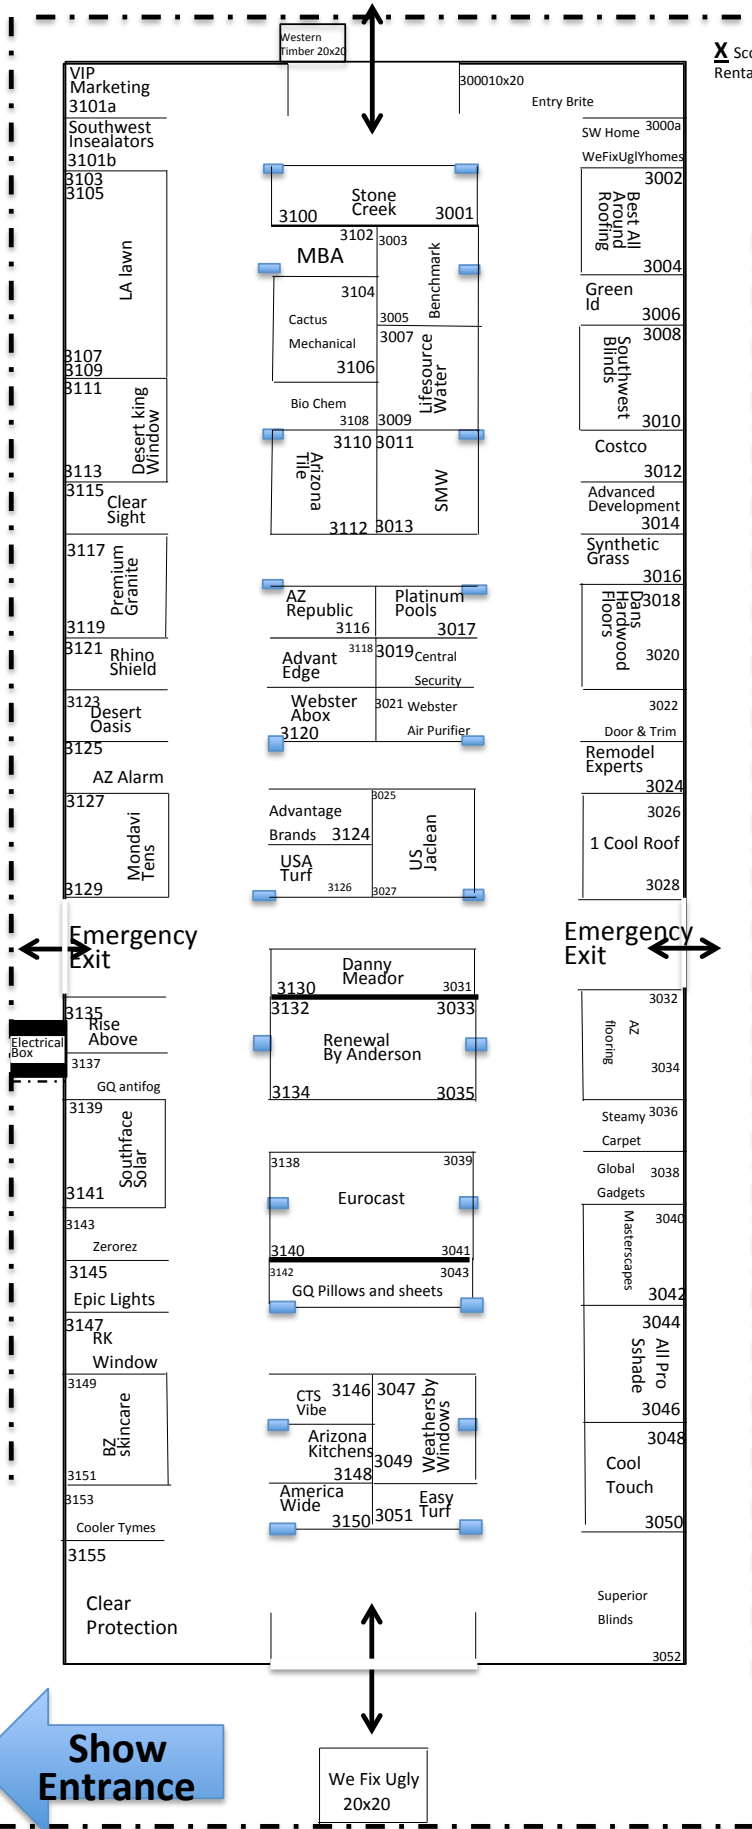 Western
Timber 20x20
X Sco
Renta
VIP
Marketing
3101a
300010x20
Entry Brite
Southwest
Insealators
3101b
SW Home 3000a
WeFixUglYhomes
3103
3105
LA lawn
3107
3109
Stone
Creek
3100
3001
3002
Best All
Around
Roofing
3004
3102
MBA
3003
Benchmark
3005
3104
Cactus
Mechanical
3106
Green
Id
3006
3007
Lifesource
Water
3009
3008
Southwest
Blinds
3010
Bio Chem
3108
3111
Desert king
Window
3113
3110
Arizona
Tile
3112
3011
SMW
3013
Costco
3012
3115
Clear
Sight
Advanced
Development
3014
3117
Premium
Granite
3119
Synthetic
Grass
3016
AZ
Republic
3116
Platinum
Pools
3017
3018
Dans
Hardwood
Floors
3020
3121 Rhino
Shield
3118
Advant
Edge
3019 Central
Security
3123
Desert
Oasis
Webster
Abox
3120
3021 Webster
Air Purifier
3022
Door & Trim
3125
AZ Alarm
Remodel
Experts
3024
3127
Mondavi
Tens
3129
Advantage
Brands 3124
3025
US
Jaclean
3027
3026
1 Cool Roof
3028
USA
Turf
3126
Emergency
Exit
Emergency
Exit
Danny
Meador
3130
3031
3135
Rise
Above
Electrical
Box
3132
3033
Renewal
By Anderson
3134
3035
3032
AZ
flooring
3034
3137
GQ antifog
3139
Southface
Solar
3141
Steamy 3036
Carpet
3138
3039
Eurocast
3140
3041
Global 3038
Gadgets
3143
Zerorez
3040
Masterscapes
3042
3145
Epic Lights
3142
3043
GQ Pillows and sheets
3147
RK
Window
3044
All Pro
Sshade
3046
3149
BZ
skincare
3151
CTS
Vibe
3146
3047
Weathersby
Windows
3049
Arizona
Kitchens
3148
3048
Cool
Touch
3050
3153
Cooler Tymes
America
Wide
3150
3051
Easy
Turf
3155
Clear
Protection
Superior
Blinds
3052
Show
Entrance
We Fix Ugly
20x20